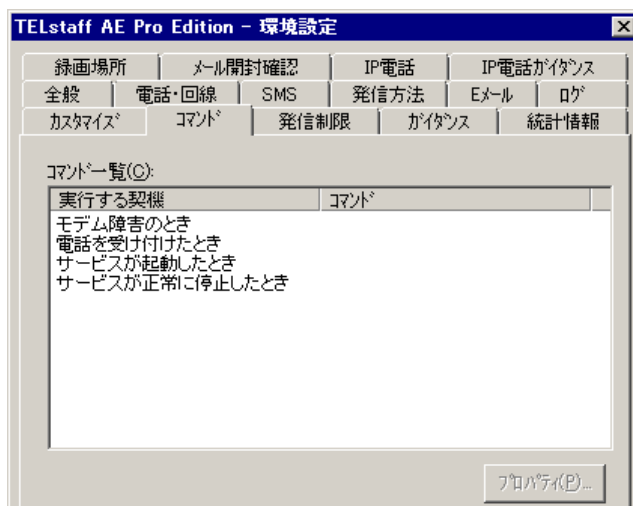 TELstaff AE Pro Edition - 環境設定
録画場所 メール開封確認 IP電話 IP電話ガイダンス
全般 電話・回線 SMS 発信方法 Eメール ログ
カスタマイズ コマンド 発信制限 ガイダンス 統計情報
コマンド一覧(C):
実行する契機 コマンド
モデム障害のとき
電話を受け付けたとき
サービスが起動したとき
サービスが正常に停止したとき
プロパティ(P)...